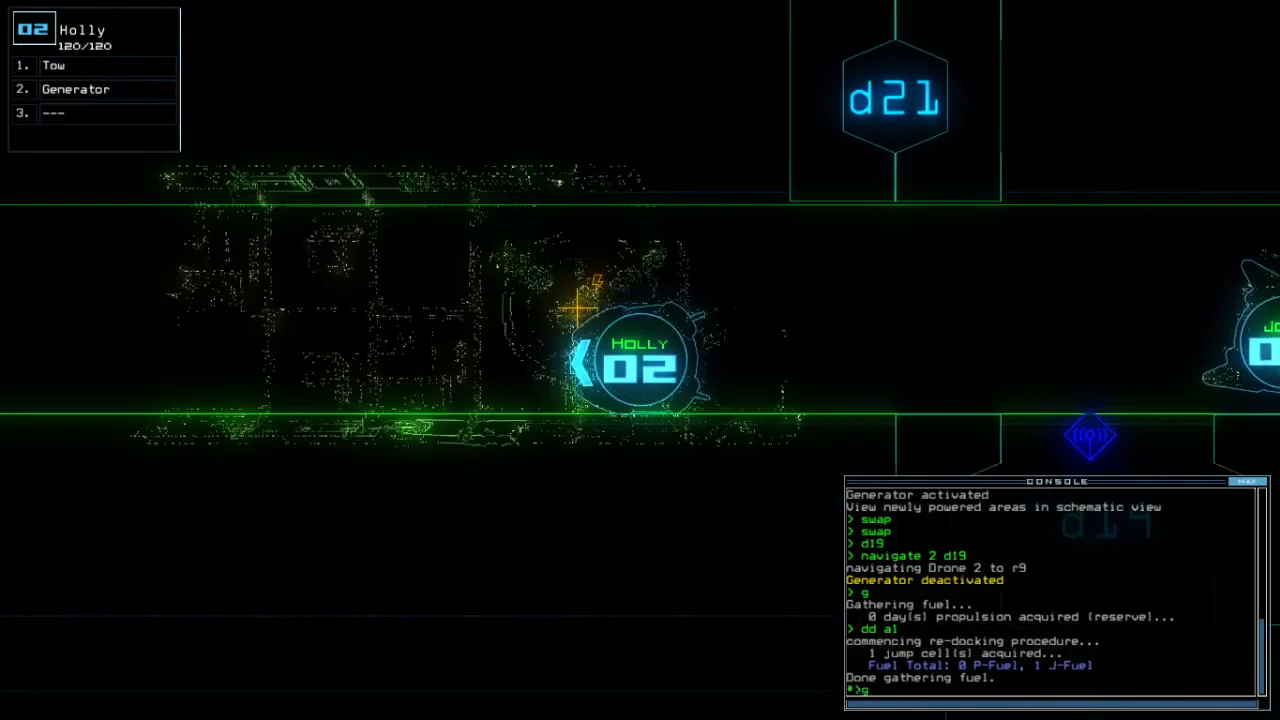 02 Holly
120/120
1. Tow
2. Generator
3. ---
d21
HOLLY
02
CONSOLE
Generator activated
View newly powered areas in schematic view
> swap
> swap
> d19
> navigate 2 d19
navigating Drone 2 to r9
Generator deactivated
> g
Gathering fuel...
0 day(s) propulsion acquired (reserve)...
> dd a1
commencing re-docking procedure...
1 jump cell(s) acquired...
Fuel Total: 0 P-Fuel, 1 J-Fuel
Done gathering fuel.
*>g
d19